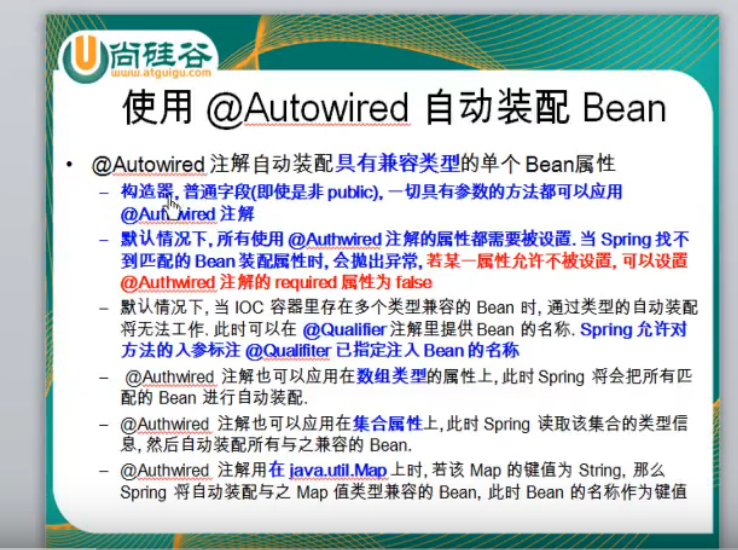 尚硅谷
www.atguigu.com
使用 @Autowired 自动装配 Bean
• @Autowired 注解自动装配具有兼容类型的单个 Bean属性
– 构造器, 普通字段(即使是非 public), 一切具有参数的方法都可以应用
@Autowired 注解
– 默认情况下, 所有使用 @Authwired 注解的属性都需要被设置. 当 Spring 找不
到匹配的 Bean 装配属性时, 会抛出异常, 若某一属性允许不被设置, 可以设置
@Authwired 注解的 required 属性为 false
– 默认情况下, 当 IOC 容器里存在多个类型兼容的 Bean 时, 通过类型的自动装配
将无法工作. 此时可以在 @Qualifier 注解里提供 Bean 的名称. Spring 允许对
方法的入参标注 @Qualifiter 已指定注入 Bean 的名称
– @Authwired 注解也可以应用在数组类型的属性上, 此时 Spring 将会把所有匹
配的 Bean 进行自动装配.
– @Authwired 注解也可以应用在集合属性上, 此时 Spring 读取该集合的类型信
息, 然后自动装配所有与之兼容的 Bean.
– @Authwired 注解用在 java.util.Map 上时, 若该 Map 的键值为 String, 那么
Spring 将自动装配与之 Map 值类型兼容的 Bean, 此时 Bean 的名称作为键值